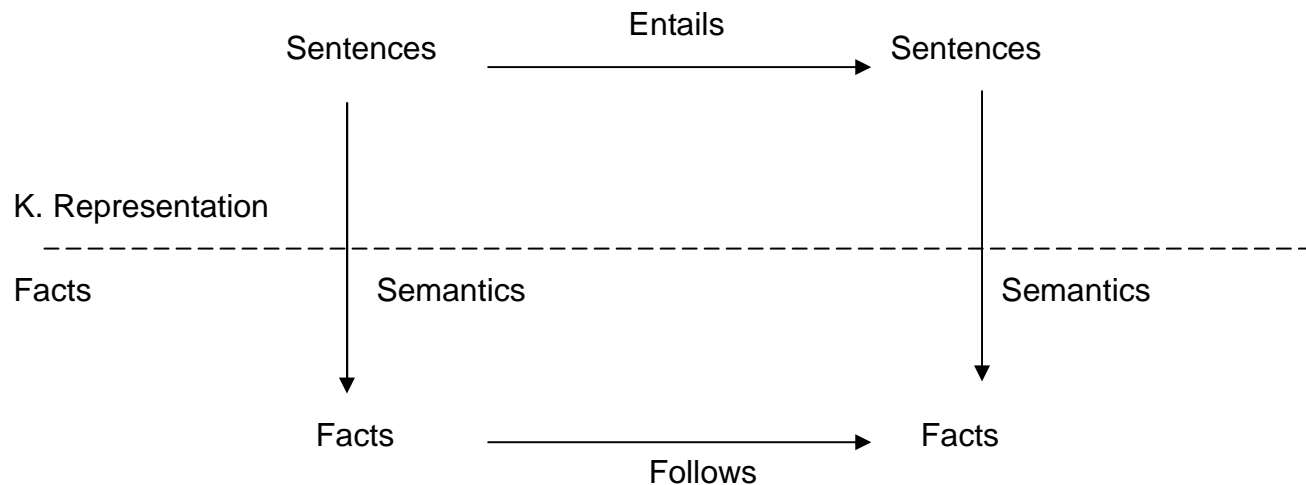 Entails
Sentences Sentences
K. Representation
Facts Semantics Semantics
Facts Facts
Follows